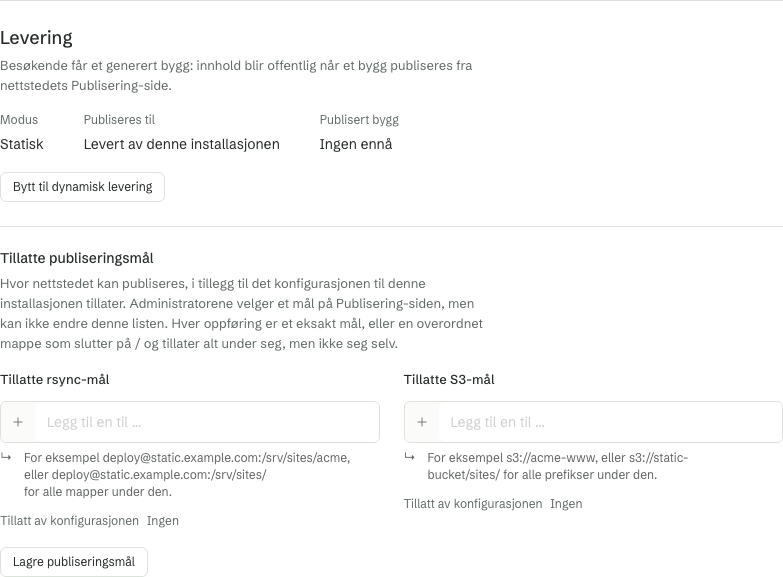 Levering
Besøkende får et generert bygg: innhold blir offentlig når et bygg publiseres fra
nettstedets Publisering-side.
Modus
Publiseres til
Publisert bygg
Statisk
Levert av denne installasjonen
Ingen ennå
Bytt til dynamisk levering
Tillatte publiseringsmål
Hvor nettstedet kan publiseres, i tillegg til det konfigurasjonen til denne
installasjonen tillater. Administratorene velger et mål på Publisering-siden, men
kan ikke endre denne listen. Hver oppføring er et eksakt mål, eller en overordnet
mappe som slutter på / og tillater alt under seg, men ikke seg selv.
Tillatte rsync-mål
+ Legg til en til ...
↳ For eksempel deploy@static.example.com:/srv/sites/acme,
eller deploy@static.example.com:/srv/sites/
for alle mapper under den.
Tillatt av konfigurasjonen Ingen
Tillatte S3-mål
+ Legg til en til ...
↳ For eksempel s3://acme-www, eller s3://static-
bucket/sites/ for alle prefikser under den.
Tillatt av konfigurasjonen Ingen
Lagre publiseringsmål